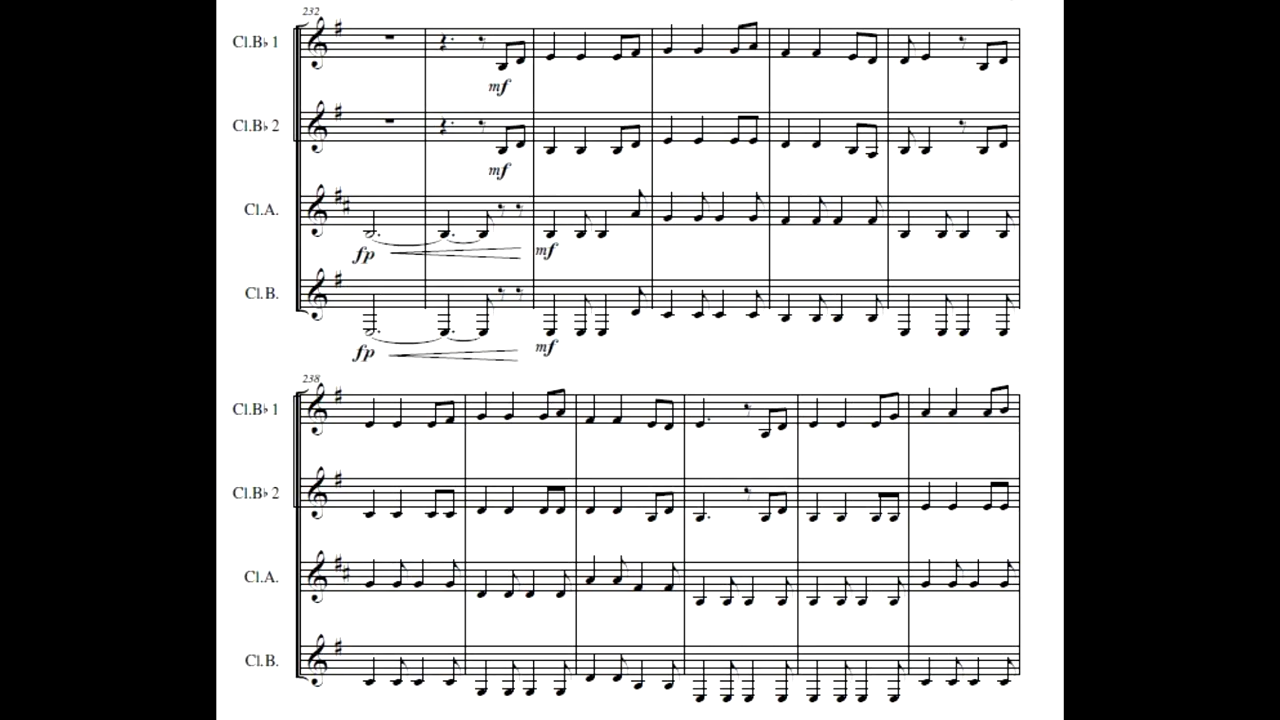 232
Cl.B♭ 1
mf
Cl.B♭ 2
mf
Cl.A.
fp mf
Cl.B.
fp mf
238
Cl.B♭ 1
Cl.B♭ 2
Cl.A.
Cl.B.